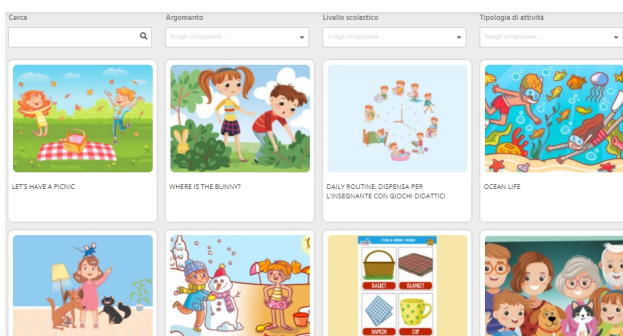 Cerca
Argomento
Livello scolastico
Tipologia di attività
Scegli un'opzione ...
Scegli un'opzione ...
Scegli un'opzione ...
LET'S HAVE A PICNIC
WHERE IS THE BUNNY?
DAILY ROUTINE: DISPENSA PER
L'INSEGNANTE CON GIOCHI DIDATTICI
OCEAN LIFE
BASKET
BLANKET
NAPKIN
CUP